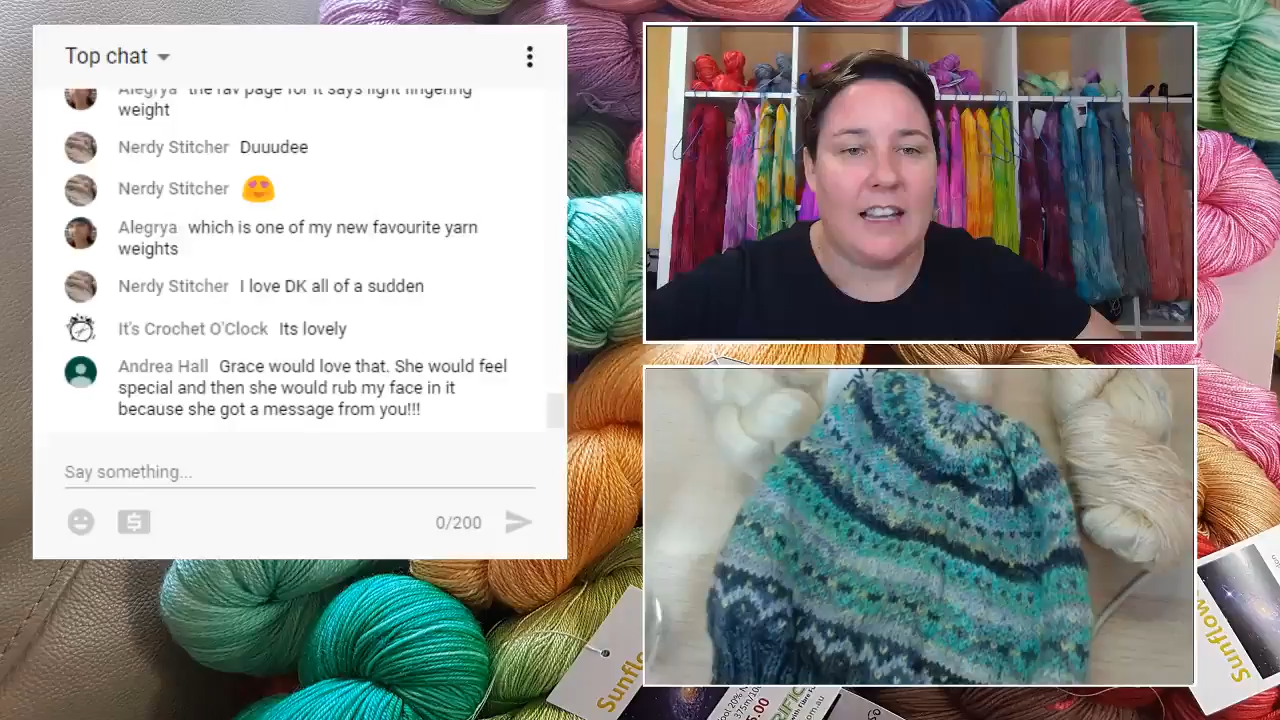 Top chat
Alegrya the rav page for it says light fingering
weight
Nerdy Stitcher Duuudee
Nerdy Stitcher
Alegrya which is one of my new favourite yarn
weights
Nerdy Stitcher I love DK all of a sudden
It's Crochet O'Clock Its lovely
Andrea Hall Grace would love that. She would feel
special and then she would rub my face in it
because she got a message from you!!!
Say something...
0/200
Sunflo
375m/10
Sunflow